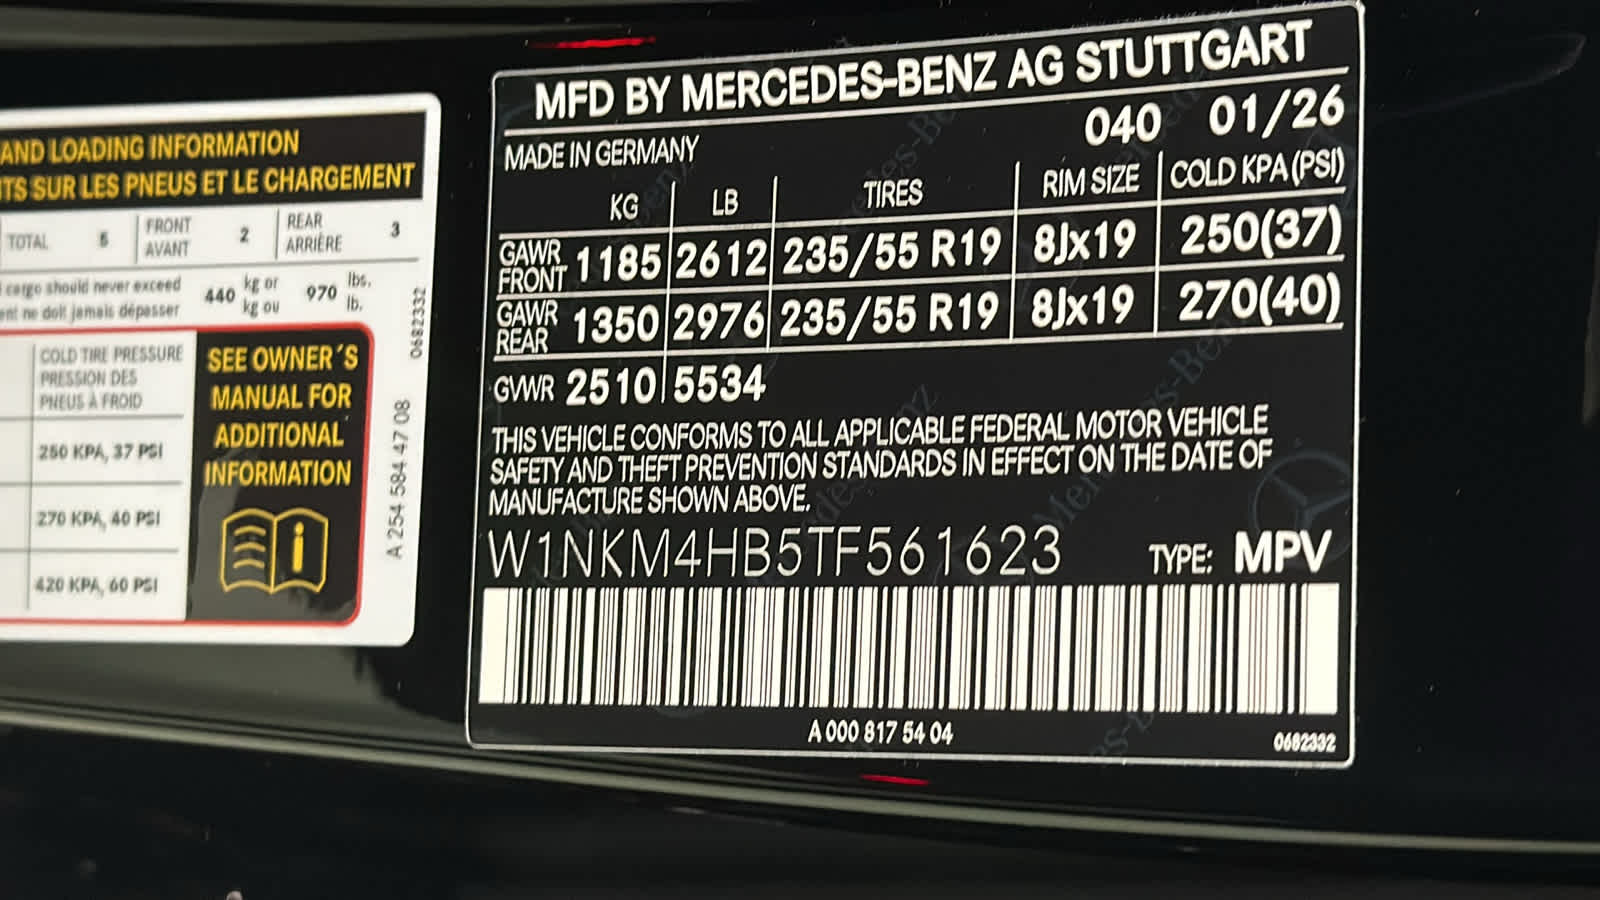 AND LOADING INFORMATION
TS SUR LES PNEUS ET LE CHARGEMENT
TOTAL 5 FRONT AVANT 2 REAR ARRIÈRE 3
cargo should never exceed
ent ne doit jamais dépasser
440 kg or kg ou 970 lbs. lb.
COLD TIRE PRESSURE
PRESSION DES
PNEUS À FROID
250 KPA, 37 PSI
270 KPA, 40 PSI
420 KPA, 60 PSI
SEE OWNER´S
MANUAL FOR
ADDITIONAL
INFORMATION
0682332
A 254 584 47 08
MFD BY MERCEDES-BENZ AG STUTTGART
MADE IN GERMANY 040 01/26
KG LB TIRES RIM SIZE COLD KPA (PSI)
GAWR FRONT 1185 2612 235/55 R19 8Jx19 250(37)
GAWR REAR 1350 2976 235/55 R19 8Jx19 270(40)
GVWR 2510 5534
THIS VEHICLE CONFORMS TO ALL APPLICABLE FEDERAL MOTOR VEHICLE
SAFETY AND THEFT PREVENTION STANDARDS IN EFFECT ON THE DATE OF
MANUFACTURE SHOWN ABOVE.
W1NKM4HB5TF561623 TYPE: MPV
A 000 817 54 04
0682332